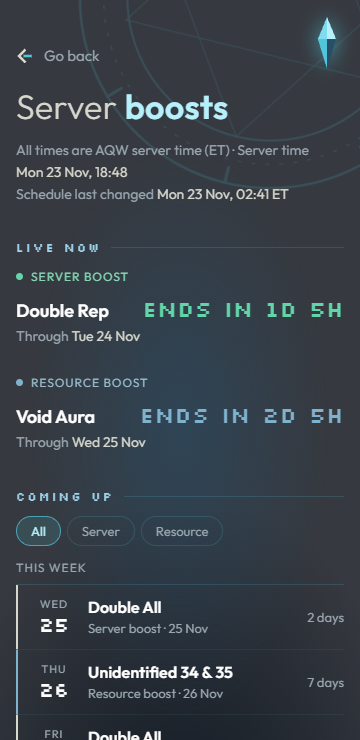 Go back
Server boosts
All times are AQW server time (ET) · Server time
Mon 23 Nov, 18:48
Schedule last changed Mon 23 Nov, 02:41 ET
LIVE NOW
SERVER BOOST
Double Rep ENDS IN 1D 5H
Through Tue 24 Nov
RESOURCE BOOST
Void Aura ENDS IN 2D 5H
Through Wed 25 Nov
COMING UP
All Server Resource
THIS WEEK
WED 25 Double All 2 days
Server boost · 25 Nov
THU 26 Unidentified 34 & 35 7 days
Resource boost · 26 Nov
FRI Double All